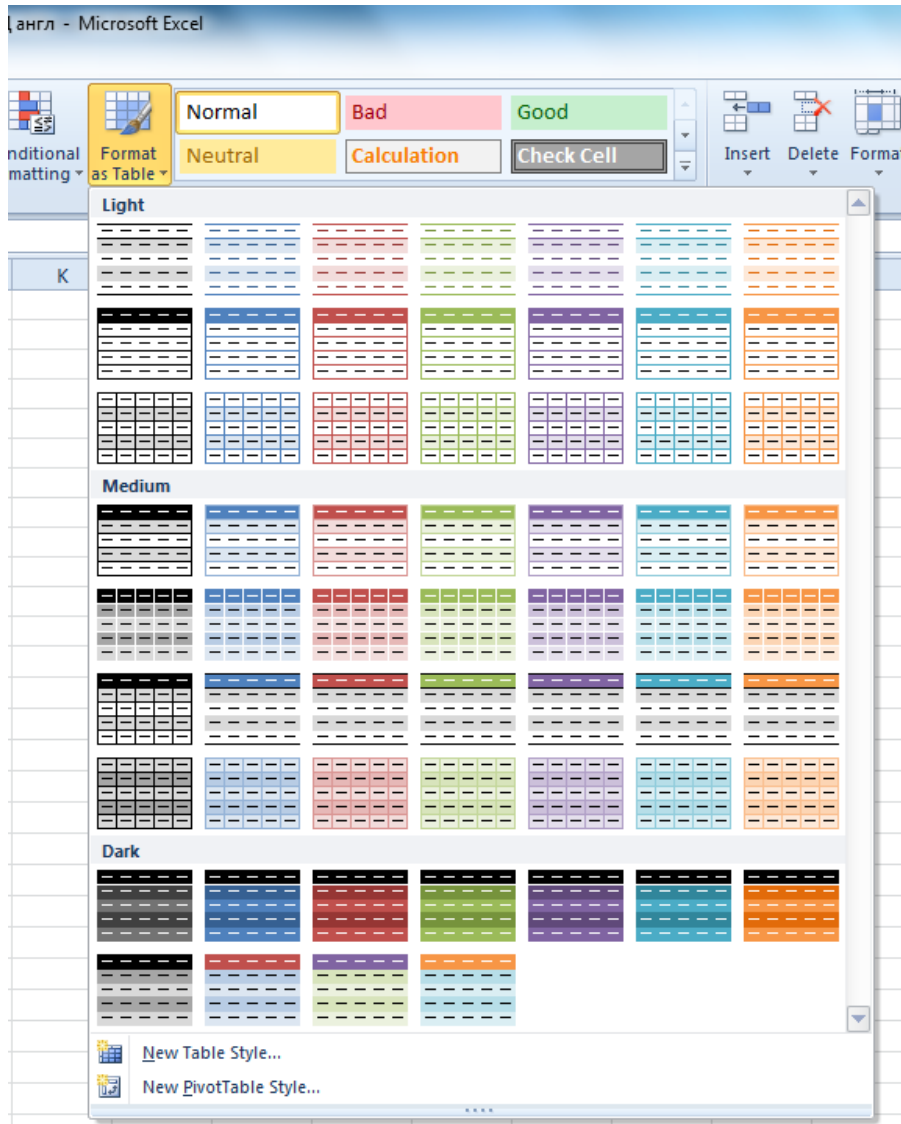 англ - Microsoft Excel
nditional
matting
Format
as Table
Normal
Bad
Good
Neutral
Calculation
Check Cell
Insert
Delete
Forma
Light
K
Medium
Dark
New Table Style...
New PivotTable Style...